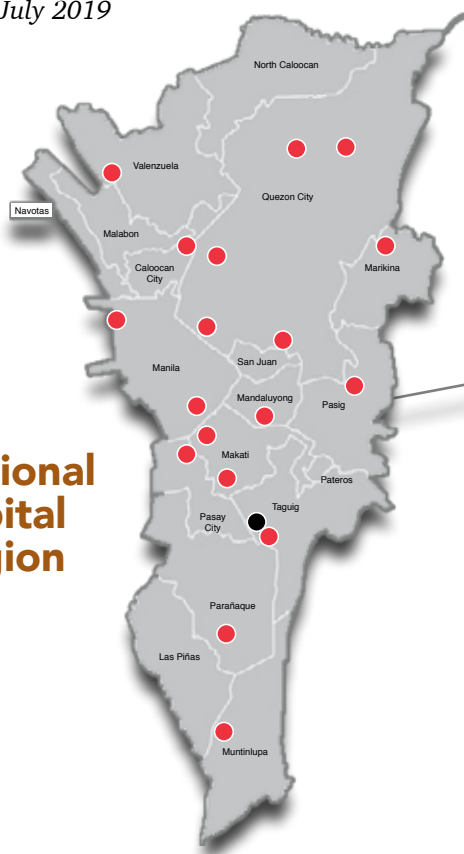 July 2019
North Caloocan
Valenzuela
Quezon City
Navotas
Malabon
Caloocan
City
Marikina
Manila
San Juan
Mandaluyong
Pasig
Makati
Pateros
Taguig
Pasay
City
ional
pital
gion
Parañaque
Las Piñas
Muntinlupa